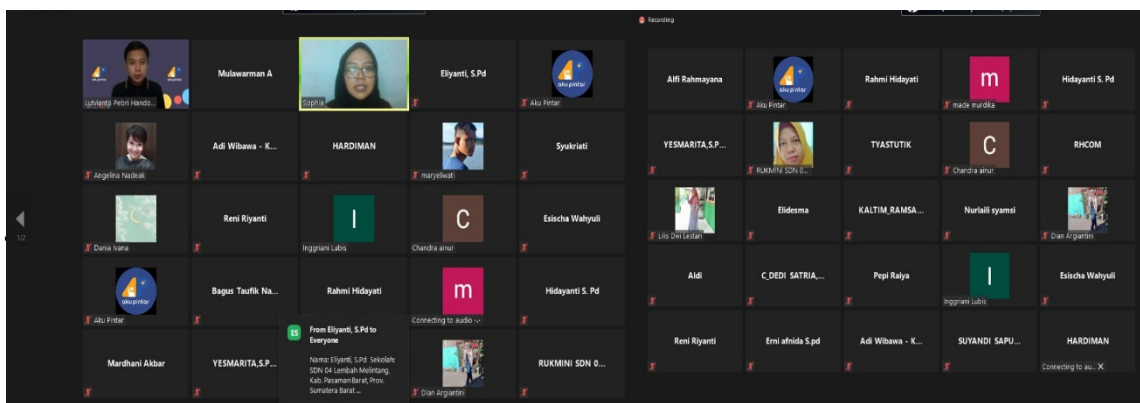 Recording
Lutvianto Pebri Hando...
Mulawarman A
Sophia
Eliyanti, S.Pd
aku pintar
Aku Pintar
Angelina Nadeak
Adi Wibawa - K...
HARDIMAN
maryeliwati
Syukriati
1/2
Dania Ivana
Reni Riyanti
I
Inggriani Lubis
C
Chandra ainur
Esischa Wahyuli
aku pintar
Aku Pintar
Bagus Taufik Na...
Rahmi Hidayati
m
Connecting to audio
Hidayanti S. Pd
Mardhani Akbar
YESMARITA,S.P...
ES
From Eliyanti, S.Pd to
Everyone
Nama: Eliyanti, S.Pd Sekolah:
SDN 04 Lembah Melintang,
Kab. Pasaman Barat, Prov.
Sumatera Barat ...
Dian Argiartini
RUKMINI SDN 0...
Alfi Rahmayana
aku pintar
Aku Pintar
Rahmi Hidayati
m
made murdika
Hidayanti S. Pd
YESMARITA,S.P...
RUKMINI SDN 0...
TYASTUTIK
C
Chandra ainur
RHCOM
Lilis Dwi Lestari
Elidesma
KALTIM_RAMSA...
Nurlaili syamsi
Dian Argiartini
Aldi
C_DEDI SATRIA,...
Pepi Raiya
I
Inggriani Lubis
Esischa Wahyuli
Reni Riyanti
Erni afnida S.pd
Adi Wibawa - K...
SUYANDI SAPU...
HARDIMAN
Connecting to au... X